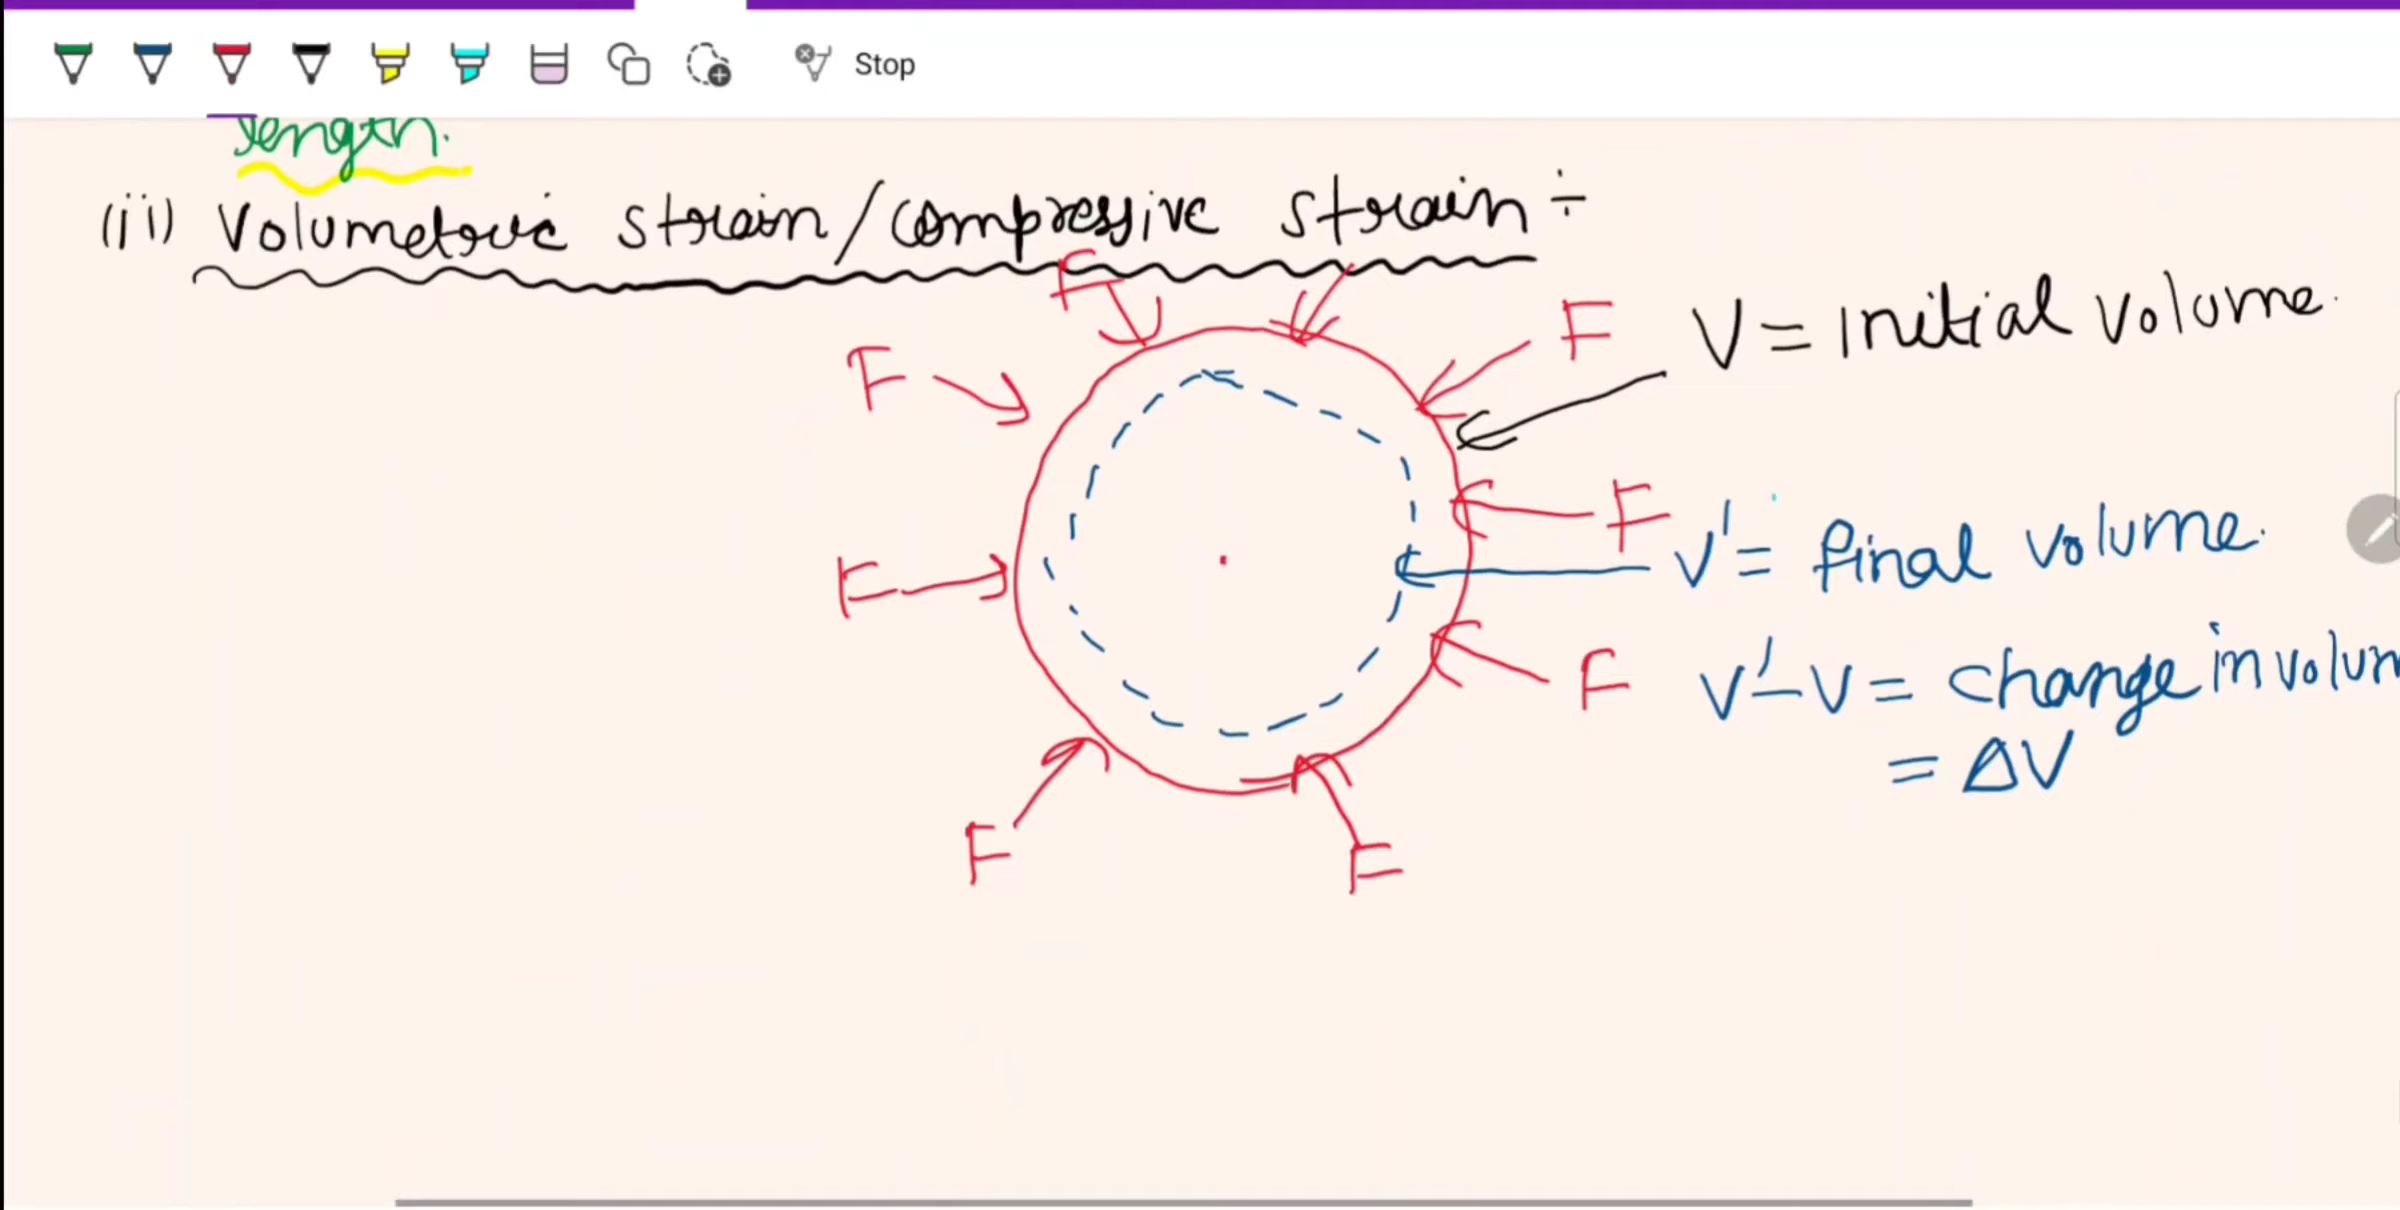 Stop
length.
(ii) Volumetric strain/compressive strain ÷
F
F
F
V = Initial volume.
F
V' = final volume.
F
F
V' - V = change in volum
= ΔV
F
F